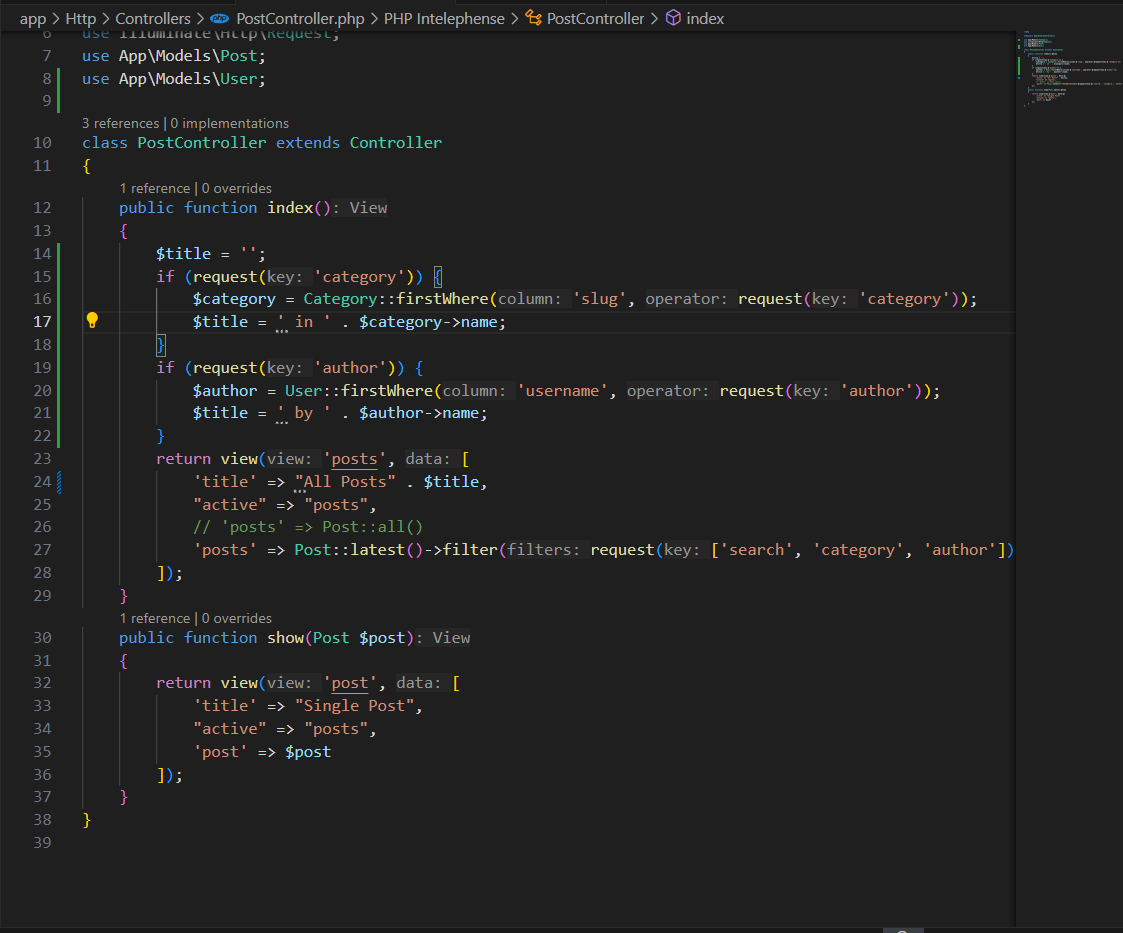 app > Http > Controllers > php PostController.php > PHP Intelephense > PostController > index
6 use Illuminate\Http\Request;
7 use App\Models\Post;
8 use App\Models\User;
9
3 references | 0 implementations
10 class PostController extends Controller
11 {
1 reference | 0 overrides
12 public function index(): View
13 {
14 $title = '';
15 if (request(key: 'category')) {
16 $category = Category::firstWhere(column: 'slug', operator: request(key: 'category'));
17 $title = ' in ' . $category->name;
18 }
19 if (request(key: 'author')) {
20 $author = User::firstWhere(column: 'username', operator: request(key: 'author'));
21 $title = ' by ' . $author->name;
22 }
23 return view(view: 'posts', data: [
24 'title' => "All Posts" . $title,
25 "active" => "posts",
26 // 'posts' => Post::all()
27 'posts' => Post::latest()->filter(filters: request(key: ['search', 'category', 'author'])
28 ]);
29 }
1 reference | 0 overrides
30 public function show(Post $post): View
31 {
32 return view(view: 'post', data: [
33 'title' => "Single Post",
34 "active" => "posts",
35 'post' => $post
36 ]);
37 }
38 }
39